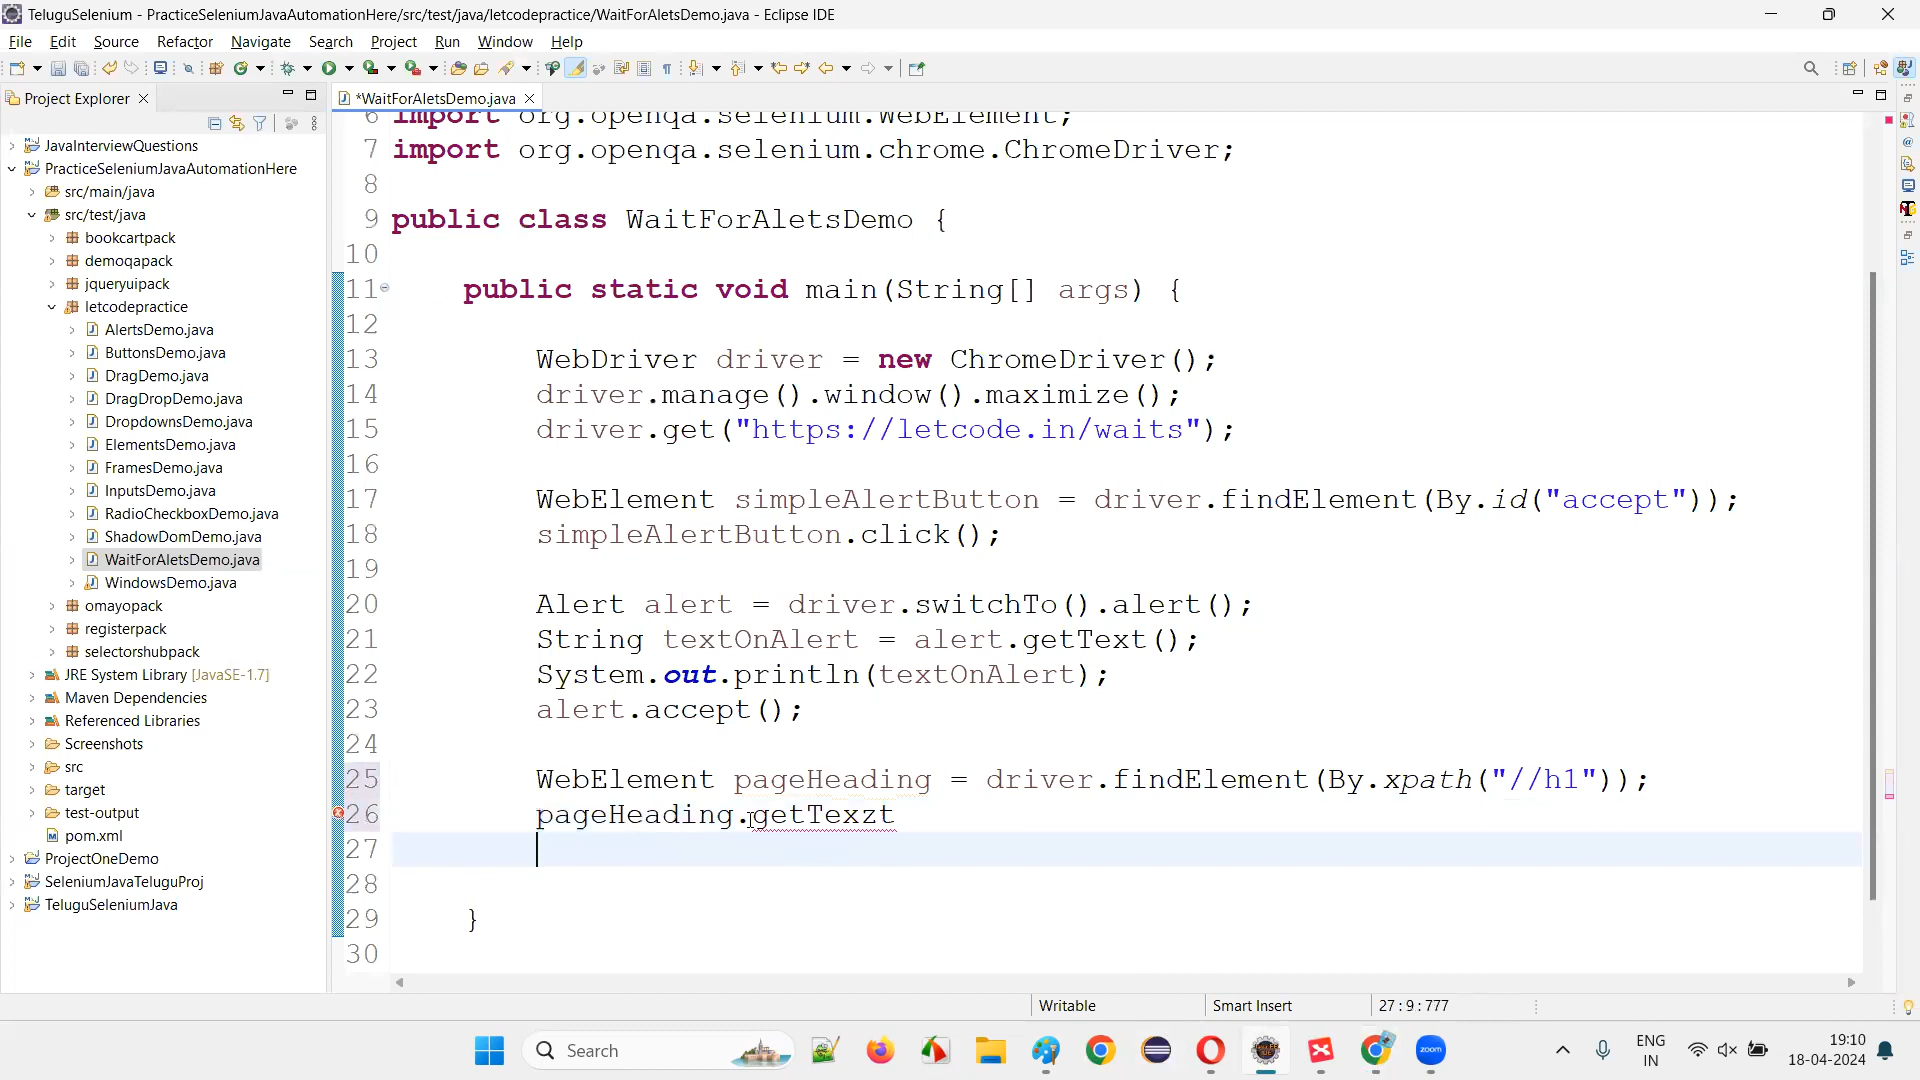 TeluguSelenium - PracticeSeleniumJavaAutomationHere/src/test/java/letcodepractice/WaitForAletsDemo.java - Eclipse IDE
File Edit Source Refactor Navigate Search Project Run Window Help
Project Explorer
*WaitForAletsDemo.java
JavaInterviewQuestions
PracticeSeleniumJavaAutomationHere
src/main/java
src/test/java
bookcartpack
demoqapack
jqueryuipack
letcodepractice
AlertsDemo.java
ButtonsDemo.java
DragDemo.java
DragDropDemo.java
DropdownsDemo.java
ElementsDemo.java
FramesDemo.java
InputsDemo.java
RadioCheckboxDemo.java
ShadowDomDemo.java
WaitForAletsDemo.java
WindowsDemo.java
omayopack
registerpack
selectorshubpack
JRE System Library [JavaSE-1.7]
Maven Dependencies
Referenced Libraries
Screenshots
src
target
test-output
pom.xml
ProjectOneDemo
SeleniumJavaTeluguProj
TeluguSeleniumJava
6 import org.openqa.selenium.WebElement;
7 import org.openqa.selenium.chrome.ChromeDriver;
8
9 public class WaitForAletsDemo {
10
11 public static void main(String[] args) {
12
13 WebDriver driver = new ChromeDriver();
14 driver.manage().window().maximize();
15 driver.get("https://letcode.in/waits");
16
17 WebElement simpleAlertButton = driver.findElement(By.id("accept"));
18 simpleAlertButton.click();
19
20 Alert alert = driver.switchTo().alert();
21 String textOnAlert = alert.getText();
22 System.out.println(textOnAlert);
23 alert.accept();
24
25 WebElement pageHeading = driver.findElement(By.xpath("//h1"));
26 pageHeading.getTexzt
27
28
29 }
30
Writable Smart Insert 27 : 9 : 777
Search
zoom
ENG
IN
19:10
18-04-2024